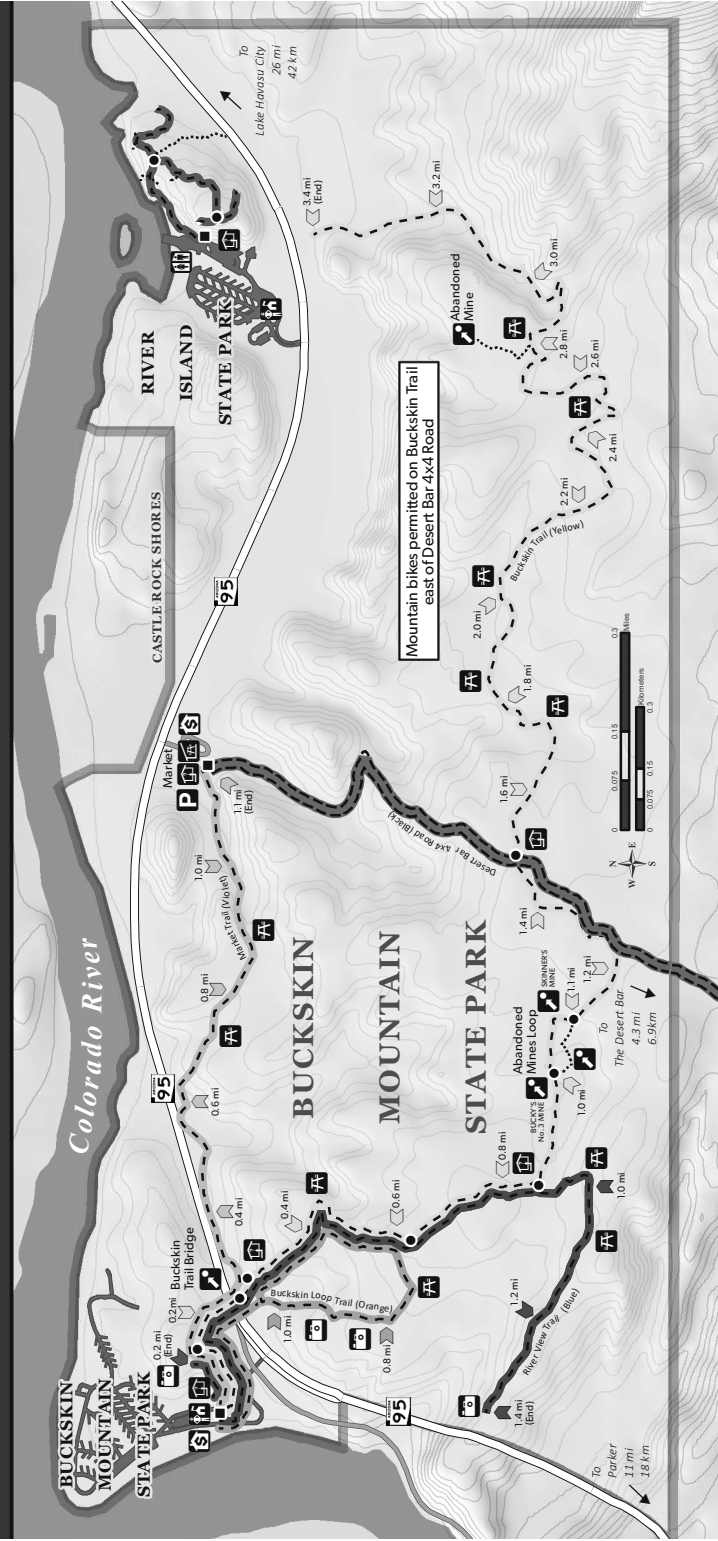 Colorado River
BUCKSKIN
MOUNTAIN
STATE PARK
0.2 mi
(End)
0.2mi
Buckskin
Trail Bridge
95
0.4 mi
0.6 mi
0.8 mi
1.0 mi
Market Trail (Violet)
Market
P
1.1 mi
(End)
CASTLE ROCK SHORES
95
RIVER
ISLAND
STATE PARK
To
Lake Havasu City
26 mi
42 km
0.4 mi
1.0 mi
Buckskin Loop Trail (Orange)
0.8 mi
0.6 mi
BUCKSKIN
MOUNTAIN
STATE PARK
Desert Bar 4x4 Road (Black)
95
To
Parker
11 mi
18 km
1.4 mi
(End)
1.2 mi
River View Trail (Blue)
1.0 mi
0.8 mi
BUCKY'S
No. 3 MINE
Abandoned
Mines Loop
SKINNER'S
MINE
1.0 mi
1.1 mi
1.2 mi
To
The Desert Bar
4.3 mi
6.9km
1.4 mi
1.6 mi
1.8 mi
2.0 mi
Buckskin Trail (Yellow)
2.2 mi
2.4 mi
2.6 mi
2.8 mi
3.0 mi
3.2 mi
3.4 mi
(End)
Abandoned
Mine
Mountain bikes permitted on Buckskin Trail
east of Desert Bar 4x4 Road
N
W E
S
0 0.075 0.15 0.3
Miles
Kilometers
0 0.075 0.15 0.3